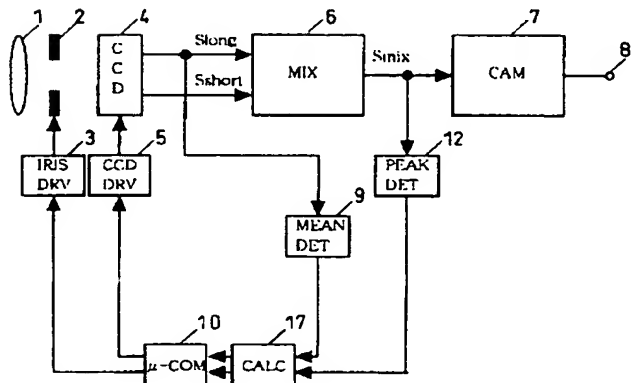 1
2
4
6
7
8
C
C
D
Slong
Sshort
MIX
Smix
CAM
3
5
12
IRIS
DRV
CCD
DRV
PEAK
DET
9
MEAN
DET
10
17
μ-COM
CALC